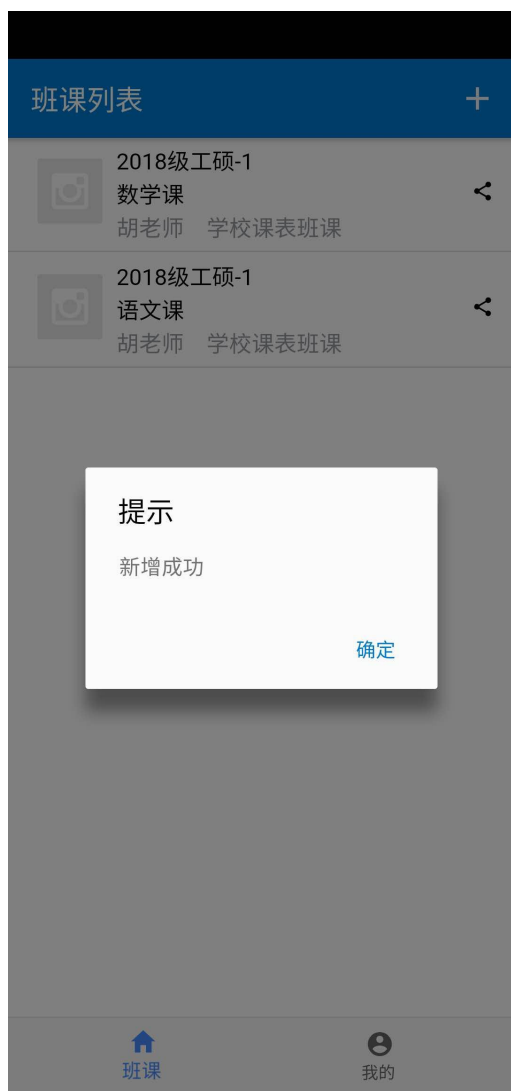 班课列表
2018级工硕-1
数学课
胡老师 学校课表班课
2018级工硕-1
语文课
胡老师 学校课表班课
提示
新增成功
确定
班课
我的